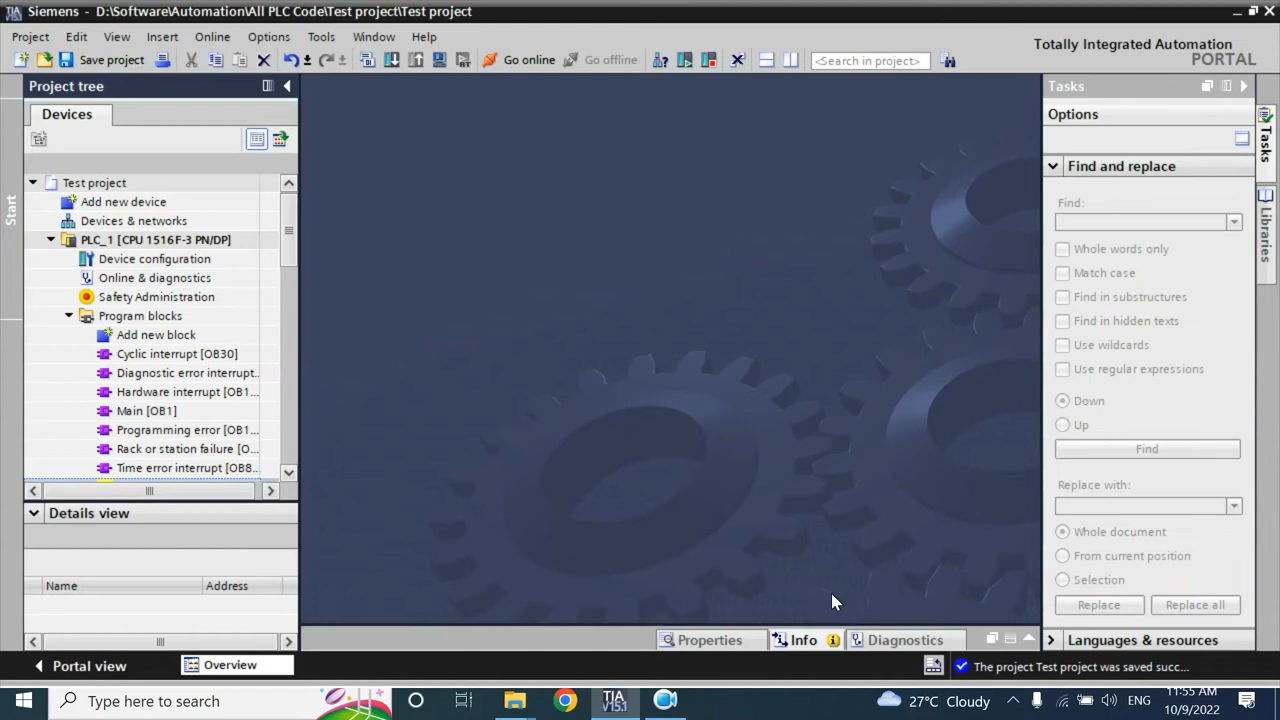 Siemens - D:\Software\Automation\All PLC Code\Test project\Test project
Project Edit View Insert Online Options Tools Window Help
Totally Integrated Automation
PORTAL
Save project
Go online
Go offline
<Search in project>
Project tree
Devices
Start
Test project
Add new device
Devices & networks
PLC_1 [CPU 1516F-3 PN/DP]
Device configuration
Online & diagnostics
Safety Administration
Program blocks
Add new block
Cyclic interrupt [OB30]
Diagnostic error interrupt..
Hardware interrupt [OB1...
Main [OB1]
Programming error [OB1...
Rack or station failure [O...
Time error interrupt [OB8..
Details view
Name Address
Tasks
Options
Find and replace
Find:
Whole words only
Match case
Find in substructures
Find in hidden texts
Use wildcards
Use regular expressions
Down
Up
Find
Replace with:
Whole document
From current position
Selection
Replace Replace all
Languages & resources
Tasks
Libraries
Properties Info Diagnostics
Portal view Overview
The project Test project was saved succ...
Type here to search
TIA
V15.1
27°C Cloudy
ENG
11:55 AM
10/9/2022